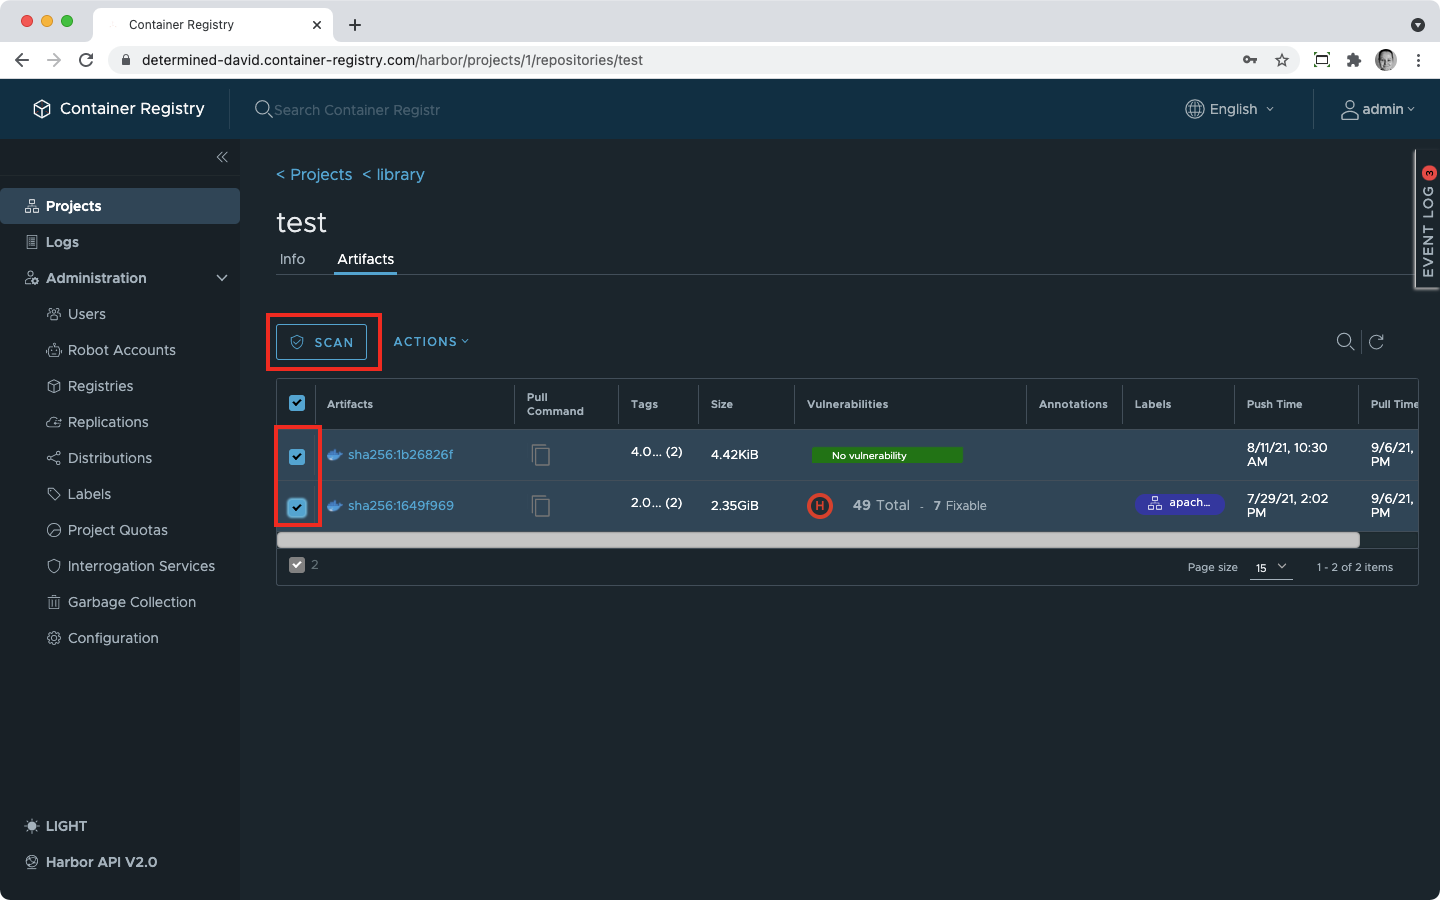 Container Registry
determined-david.container-registry.com/harbor/projects/1/repositories/test
Container Registry
Search Container Registr
English
admin
EVENT LOG 3
Projects
Logs
Administration
Users
Robot Accounts
Registries
Replications
Distributions
Labels
Project Quotas
Interrogation Services
Garbage Collection
Configuration
LIGHT
Harbor API V2.0
< Projects < library
test
Info Artifacts
SCAN ACTIONS
Artifacts Pull Command Tags Size Vulnerabilities Annotations Labels Push Time Pull Time
sha256:1b26826f 4.0... (2) 4.42KiB No vulnerability 8/11/21, 10:30 AM 9/6/21, PM
sha256:1649f969 2.0... (2) 2.35GiB H 49 Total - 7 Fixable apach... 7/29/21, 2:02 PM 9/6/21, PM
2
Page size 15 1 - 2 of 2 items